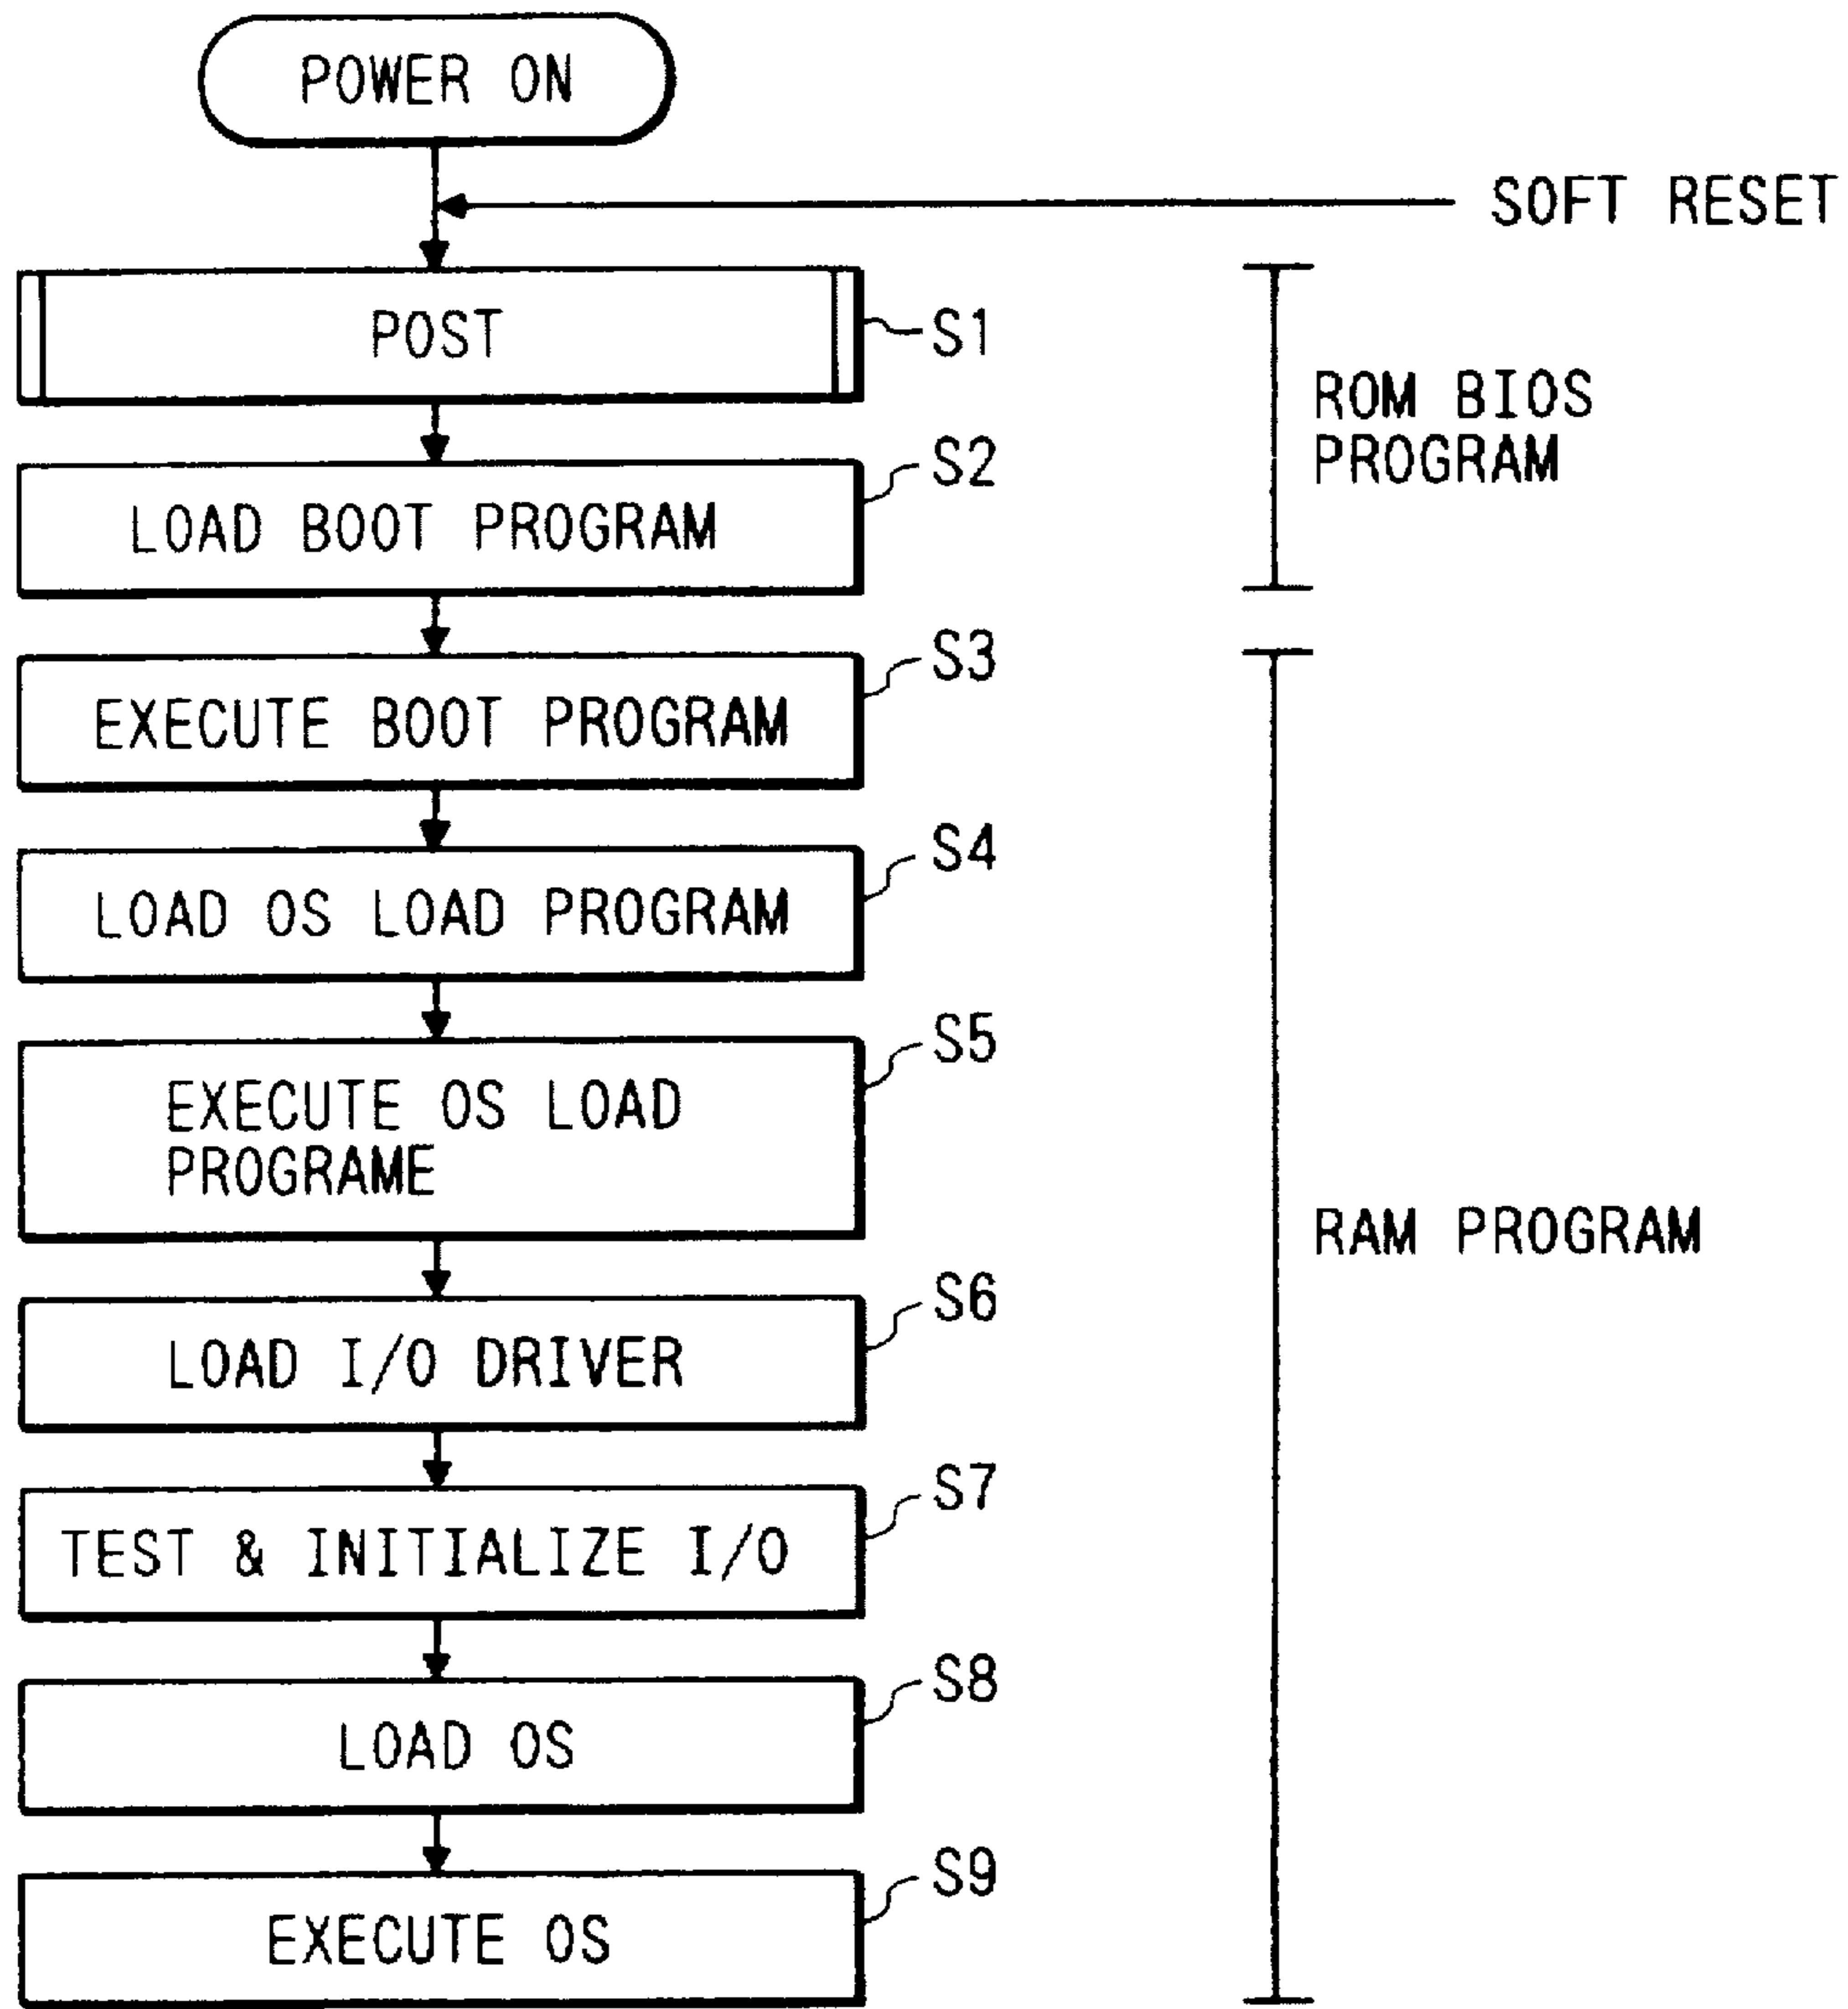 POWER ON
SOFT RESET
POST
S1
ROM BIOS
PROGRAM
S2
LOAD BOOT PROGRAM
S3
EXECUTE BOOT PROGRAM
S4
LOAD OS LOAD PROGRAM
S5
EXECUTE OS LOAD
PROGRAME
RAM PROGRAM
S6
LOAD I/O DRIVER
S7
TEST & INITIALIZE I/O
S8
LOAD OS
S9
EXECUTE OS